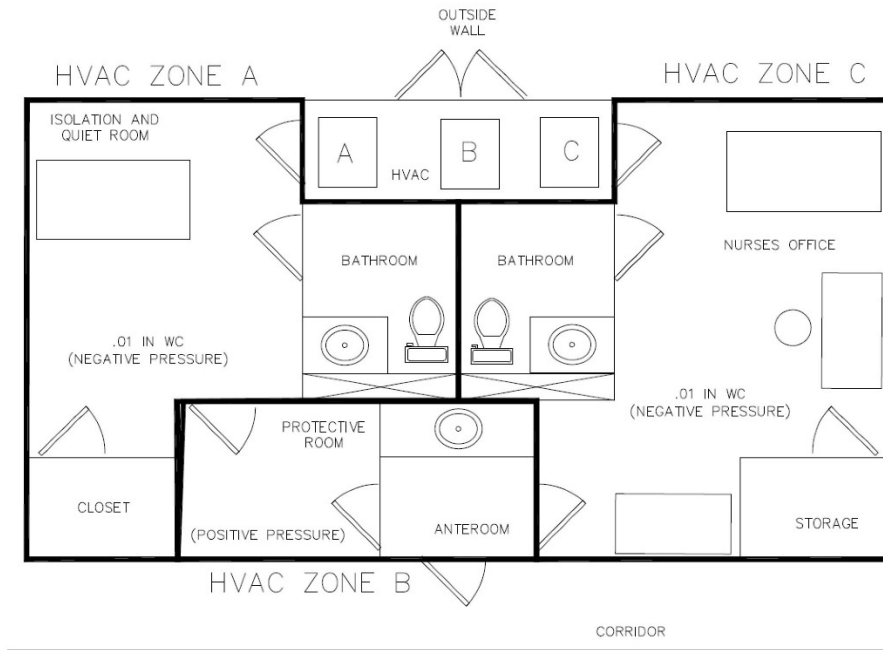 OUTSIDE
WALL
HVAC ZONE A
HVAC ZONE C
ISOLATION AND
QUIET ROOM
A
B
C
HVAC
BATHROOM
BATHROOM
NURSES OFFICE
.01 IN WC
(NEGATIVE PRESSURE)
.01 IN WC
(NEGATIVE PRESSURE)
PROTECTIVE
ROOM
CLOSET
(POSITIVE PRESSURE)
ANTEROOM
STORAGE
HVAC ZONE B
CORRIDOR